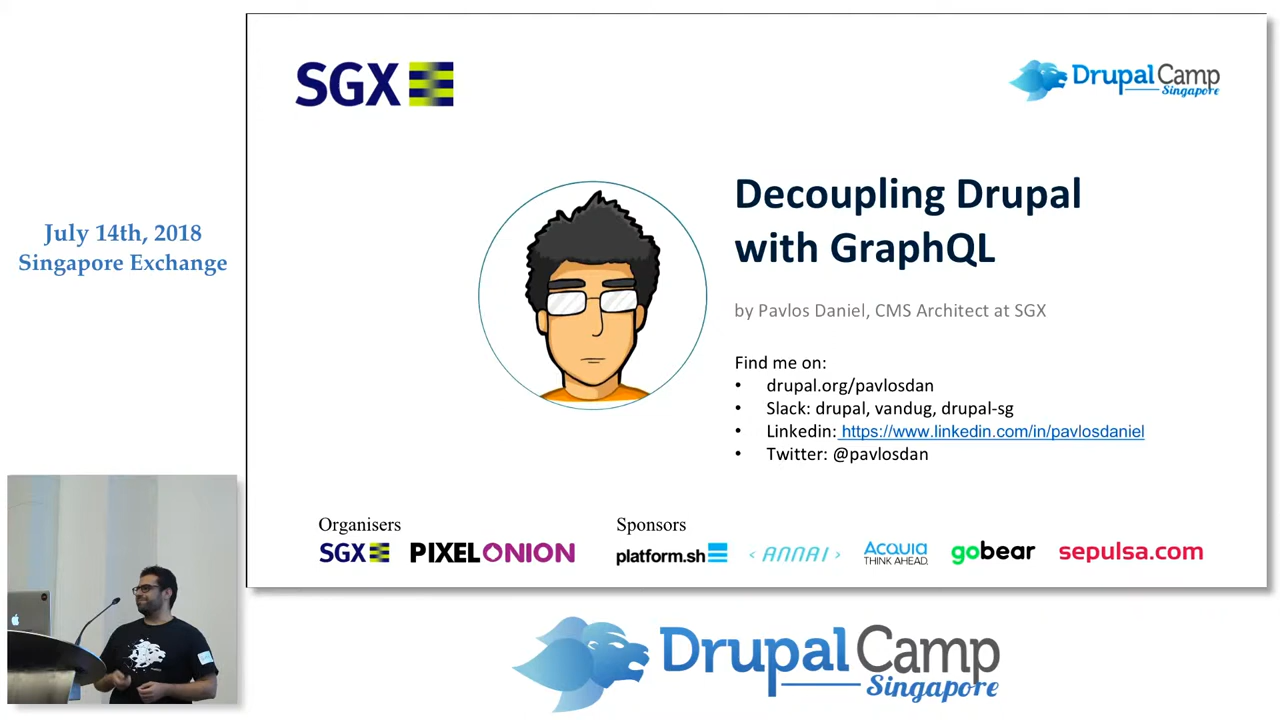 SGX
DrupalCamp
Singapore
July 14th, 2018
Singapore Exchange
Decoupling Drupal
with GraphQL
by Pavlos Daniel, CMS Architect at SGX
Find me on:
• drupal.org/pavlosdan
• Slack: drupal, vandug, drupal-sg
• Linkedin: https://www.linkedin.com/in/pavlosdaniel
• Twitter: @pavlosdan
Organisers
Sponsors
SGX PIXELONION platform.sh ‹ANNAI› ACQUIA gobear sepulsa.com
THINK AHEAD.
DrupalCamp
Singapore